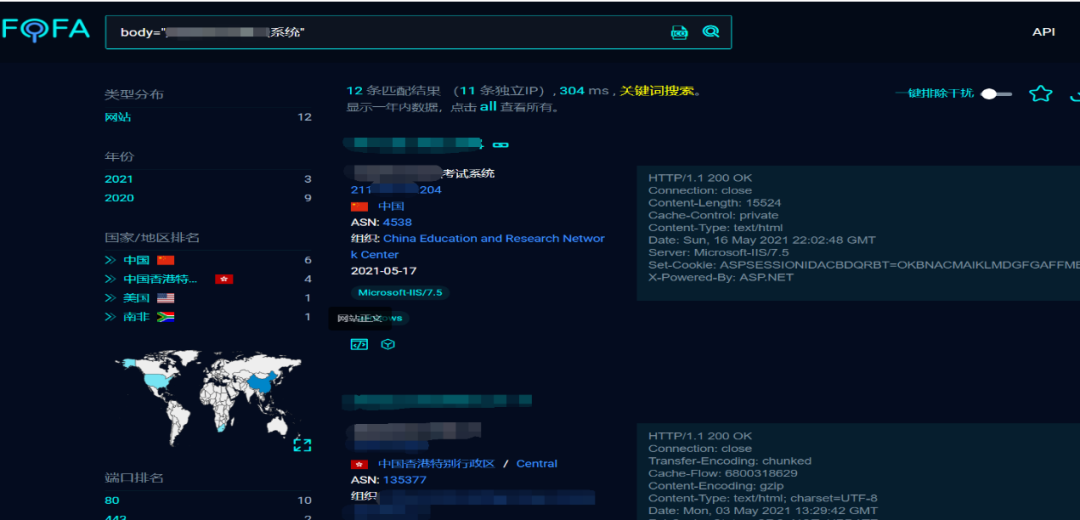 FOFA
body="系统"
API
类型分布
网站 12
年份
2021 3
2020 9
国家/地区排名
中国 6
中国香港特... 4
美国 1
南非 1
端口排名
80 10
443 2
12 条匹配结果 （11 条独立IP）, 304 ms , 关键词搜索。
显示一年内数据，点击 all 查看所有。
一键排除干扰
考试系统
211 204
中国
ASN: 4538
组织: China Education and Research Networ
k Center
2021-05-17
Microsoft-IIS/7.5
网站正文 ws
HTTP/1.1 200 OK
Connection: close
Content-Length: 15524
Cache-Control: private
Content-Type: text/html
Date: Sun, 16 May 2021 22:02:48 GMT
Server: Microsoft-IIS/7.5
Set-Cookie: ASPSESSIONIDACBDQRBT=OKBNACMAIKLMDGFGAFFME
X-Powered-By: ASP.NET
中国香港特别行政区 / Central
ASN: 135377
组织
HTTP/1.1 200 OK
Connection: close
Transfer-Encoding: chunked
Cache-Flow: 6800318629
Content-Encoding: gzip
Content-Type: text/html; charset=UTF-8
Date: Mon, 03 May 2021 13:29:42 GMT